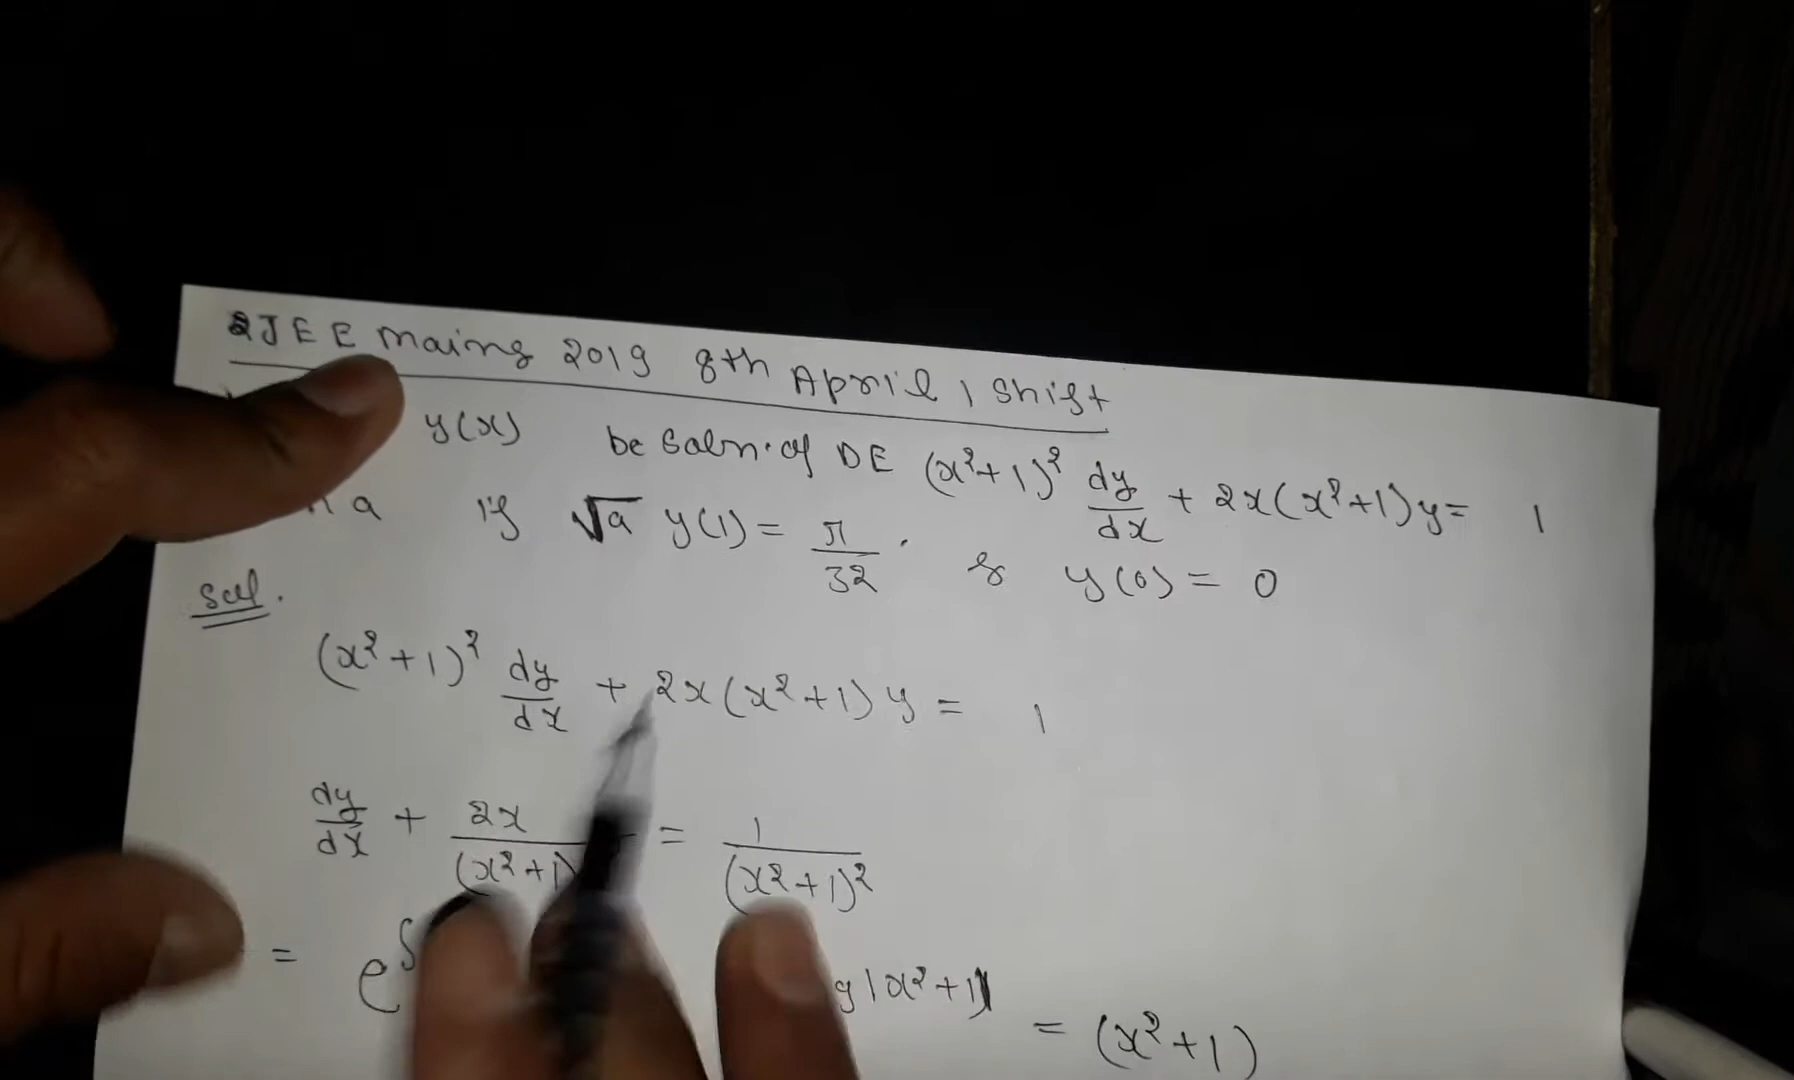 JEE mains 2019 8th April 1 Shift
y(x) be soln. of DE (x²+1)² dy/dx + 2x(x²+1)y = 1
a if √a y(1) = π/32 . & y(0) = 0
Sol.
(x²+1)² dy/dx + 2x(x²+1)y = 1
dy/dx + 2x/(x²+1) = 1/(x²+1)²
= e^∫ g|x²+1| = (x²+1)